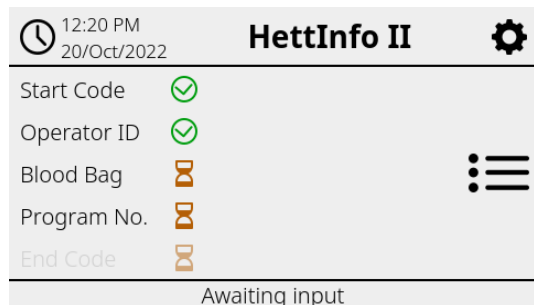 12:20 PM
20/Oct/2022
HettInfo II
Start Code
Operator ID
Blood Bag
Program No.
End Code
Awaiting input